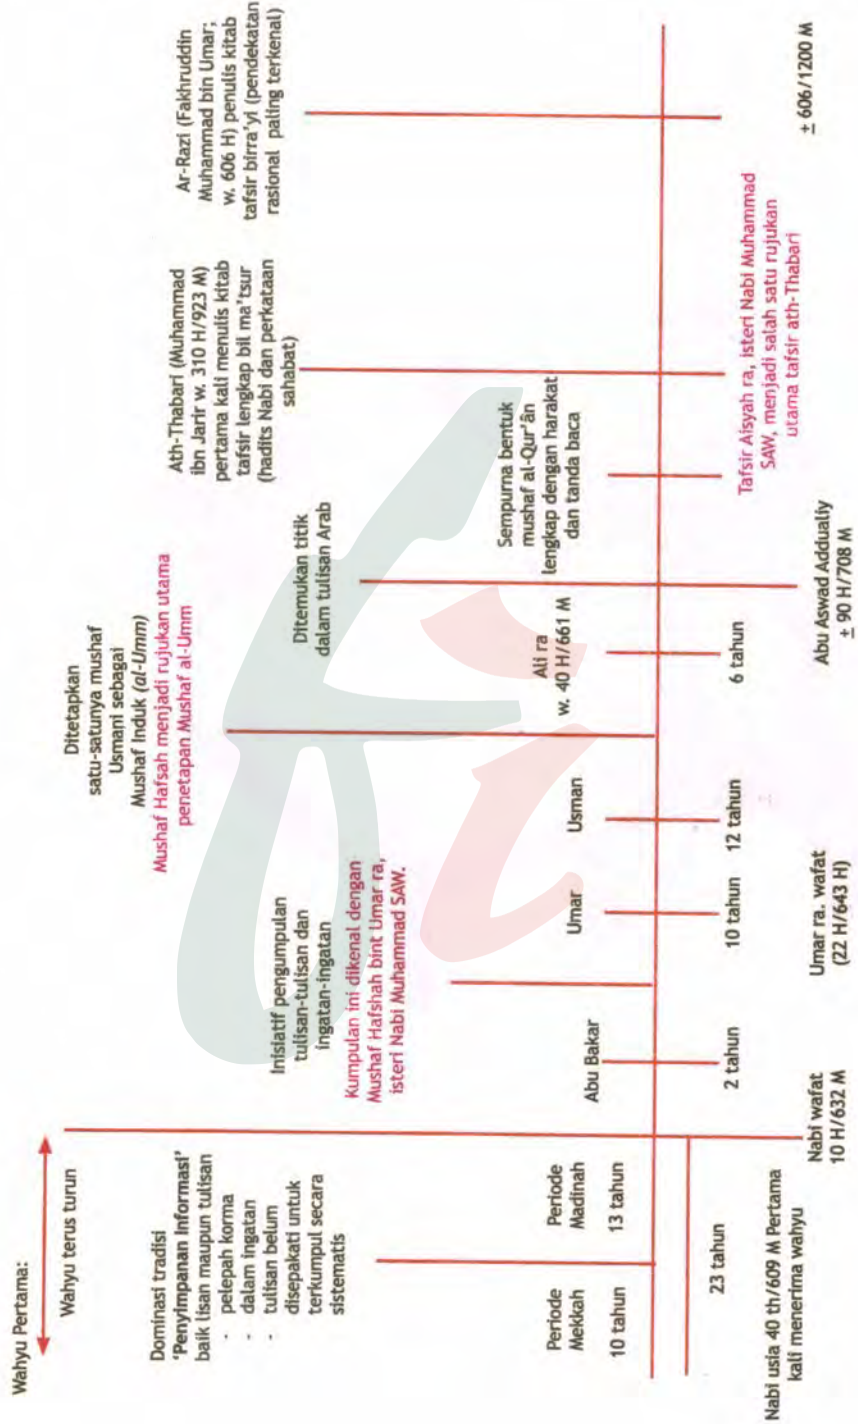 Wahyu Pertama:
Wahyu terus turun
Dominasi tradisi
'Penyimpanan Informasi'
baik lisan maupun tulisan
- pelepah korma
- dalam ingatan
- tulisan belum
disepakati untuk
terkumpul secara
sistematis
Periode
Mekkah
10 tahun
Periode
Madinah
13 tahun
23 tahun
Nabi usia 40 th/609 M Pertama
kali menerima wahyu
Nabi wafat
10 H/632 M
Inisiatif pengumpulan
tulisan-tulisan dan
ingatan-ingatan
Kumpulan ini dikenal dengan
Mushaf Hafshah bint Umar ra,
isteri Nabi Muhammad SAW.
Abu Bakar
2 tahun
Umar
10 tahun
Umar ra. wafat
(22 H/643 H)
Usman
12 tahun
Ditetapkan
satu-satunya mushaf
Usmani sebagai
Mushaf Induk (al-Umm)
Mushaf Hafsah menjadi rujukan utama
penetapan Mushaf al-Umm
Ali ra
w. 40 H/661 M
6 tahun
Ditemukan titik
dalam tulisan Arab
Abu Aswad Addualiy
± 90 H/708 M
Sempurna bentuk
mushaf al-Qur'ân
lengkap dengan harakat
dan tanda baca
Ath-Thabari (Muhammad
ibn Jarir w. 310 H/923 M)
pertama kali menulis kitab
tafsir lengkap bil ma'tsur
(hadits Nabi dan perkataan
sahabat)
Tafsir Aisyah ra, isteri Nabi Muhammad
SAW, menjadi salah satu rujukan
utama tafsir ath-Thabari
Ar-Razi (Fakhruddin
Muhammad bin Umar;
w. 606 H) penulis kitab
tafsir birra'yi (pendekatan
rasional paling terkenal)
± 606/1200 M